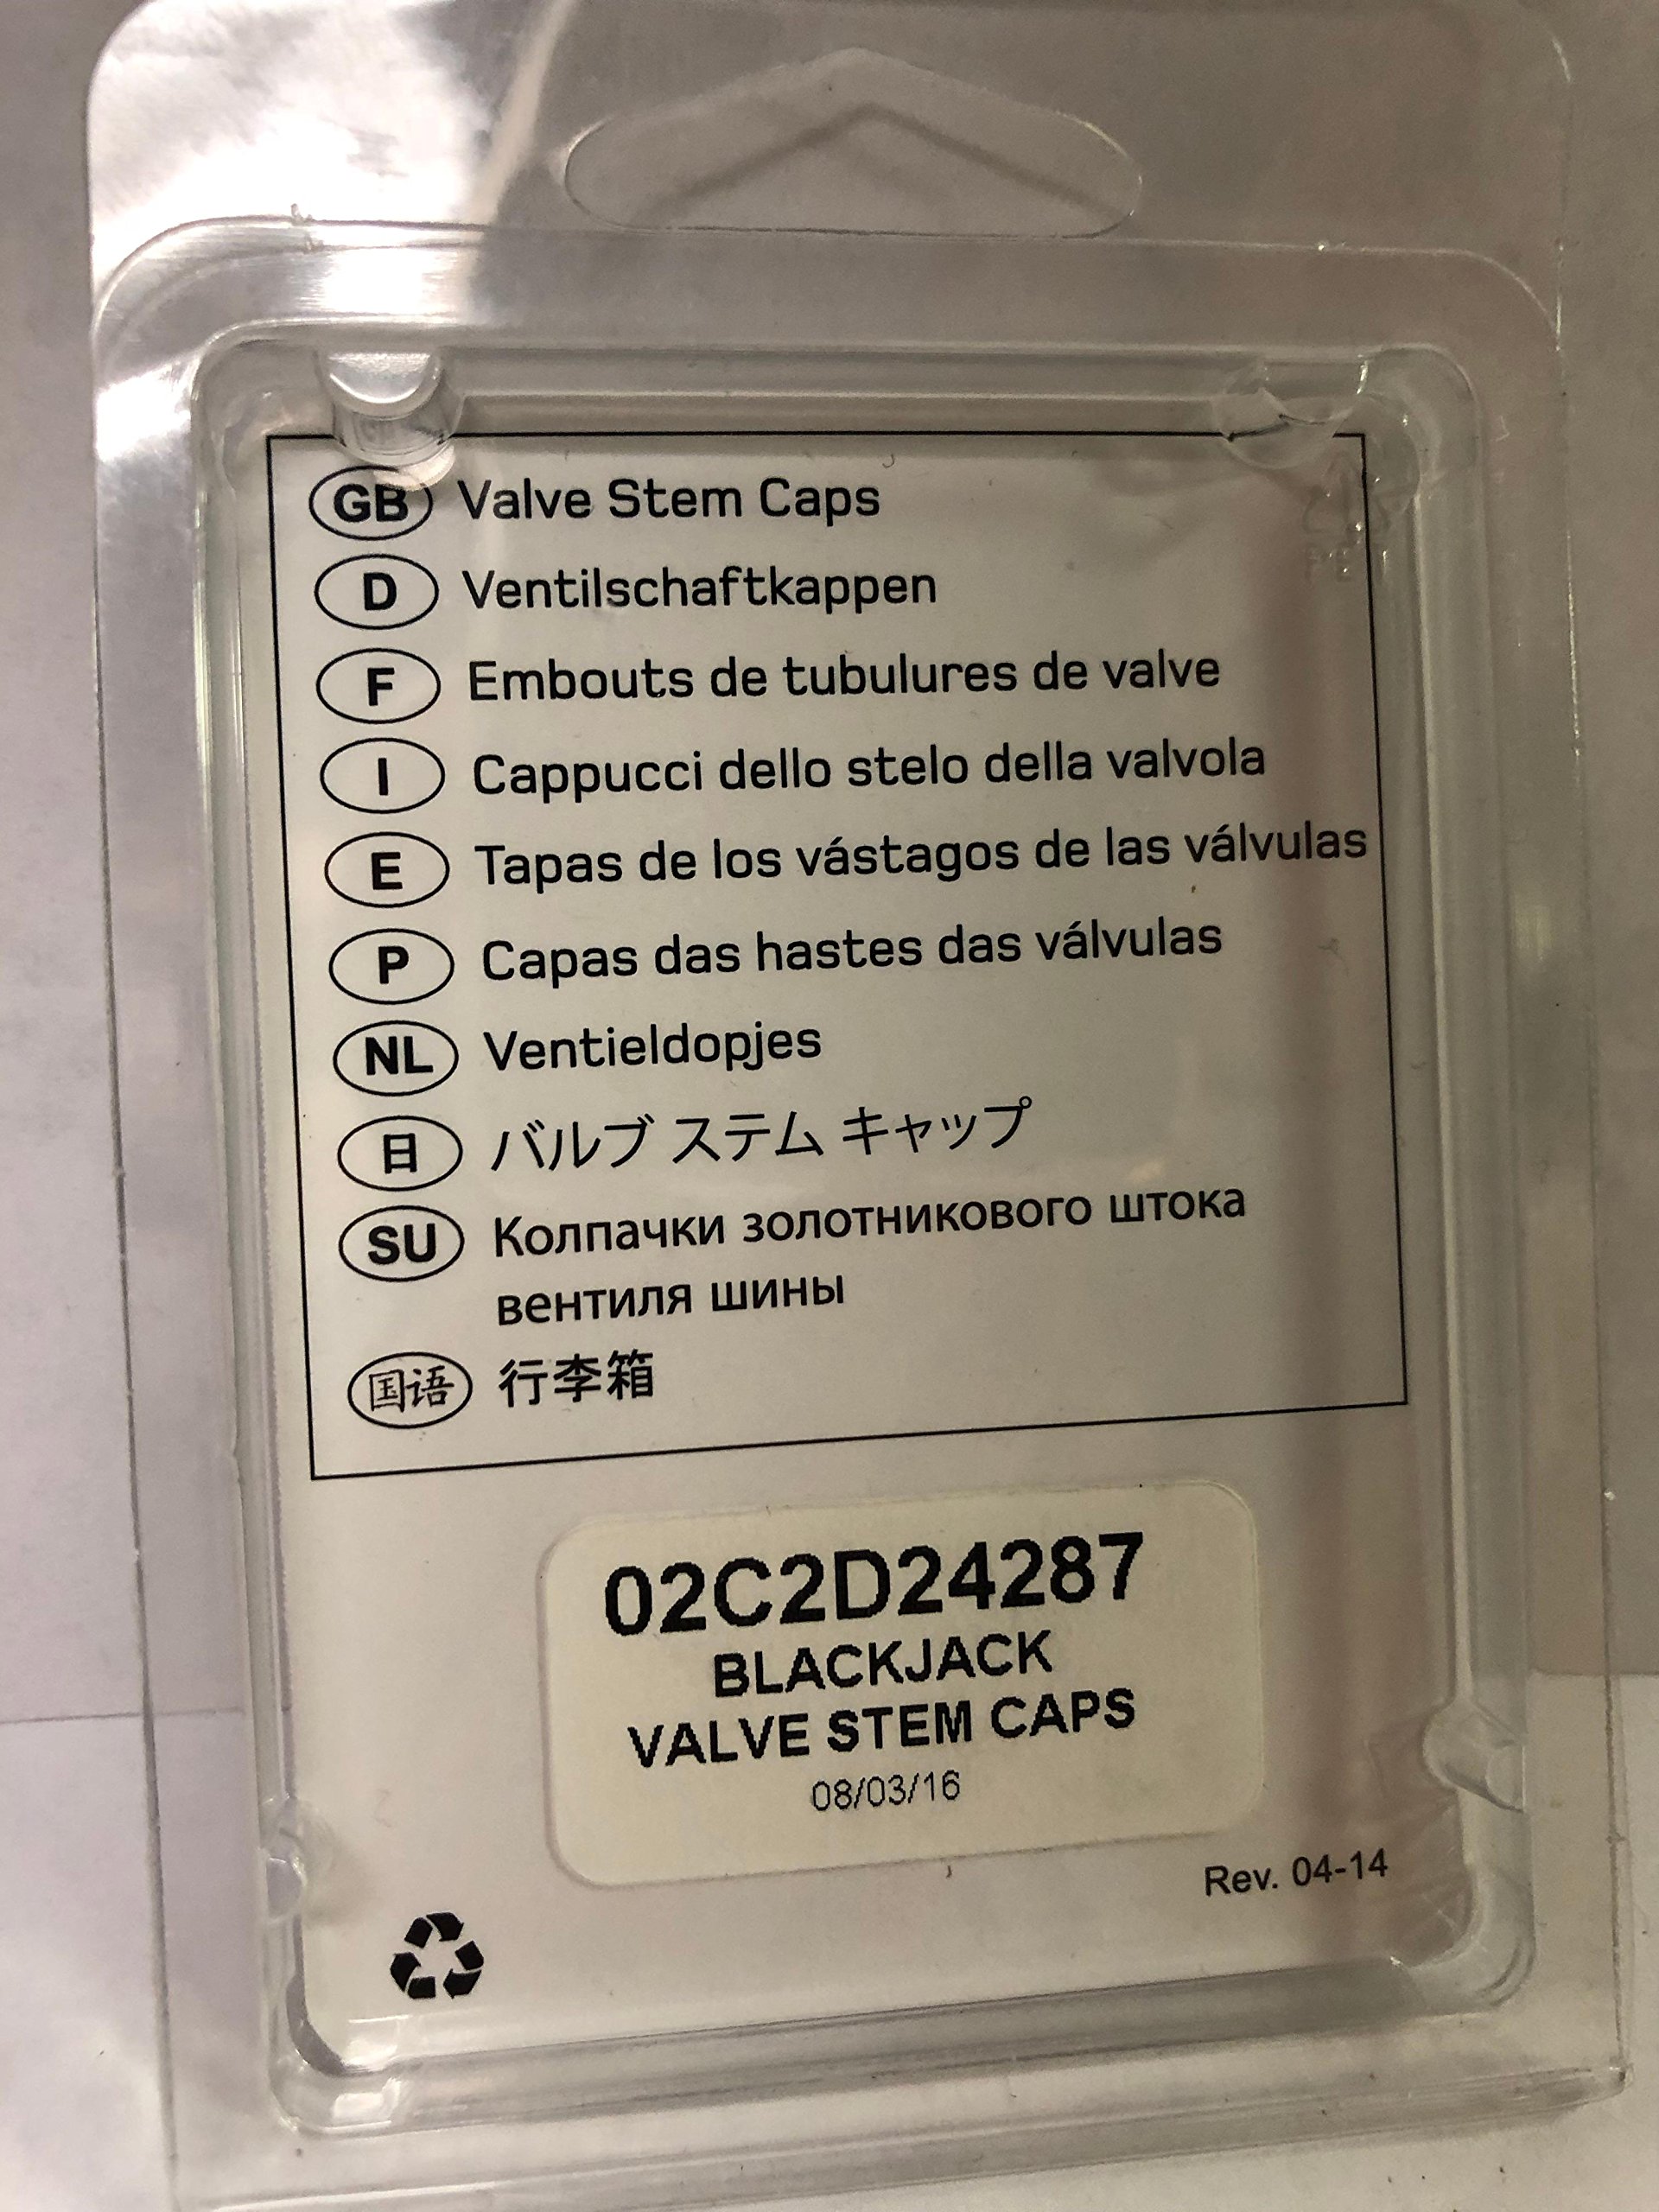 GB Valve Stem Caps
D Ventilschaftkappen
F Embouts de tubulures de valve
I Cappucci dello stelo della valvola
E Tapas de los vástagos de las válvulas
P Capas das hastes das válvulas
NL Ventieldopjes
日 バルブ ステム キャップ
SU Колпачки золотникового штока
вентиля шины
国语 行李箱
02C2D24287
BLACKJACK
VALVE STEM CAPS
08/03/16
Rev. 04-14